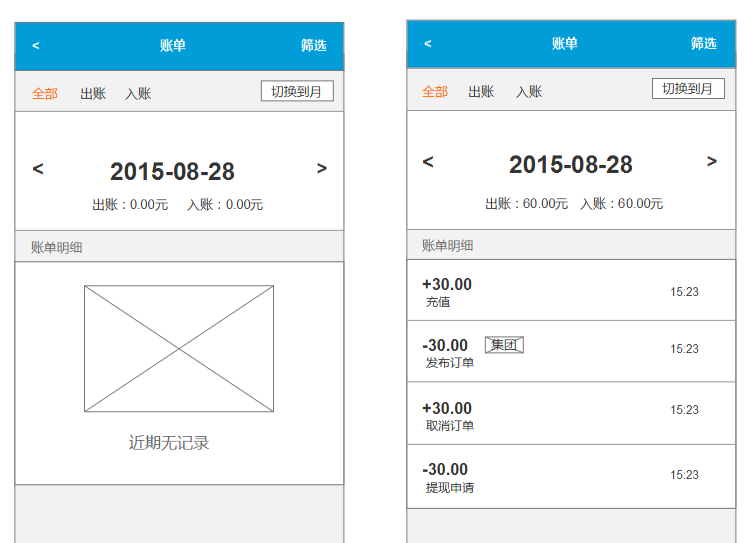 < 账单 筛选
全部 出账 入账 切换到月
< 2015-08-28 >
出账：0.00元 入账：0.00元
账单明细
近期无记录
< 账单 筛选
全部 出账 入账 切换到月
< 2015-08-28 >
出账：60.00元 入账：60.00元
账单明细
+30.00
充值 15:23
-30.00 集团
发布订单 15:23
+30.00
取消订单 15:23
-30.00
提现申请 15:23